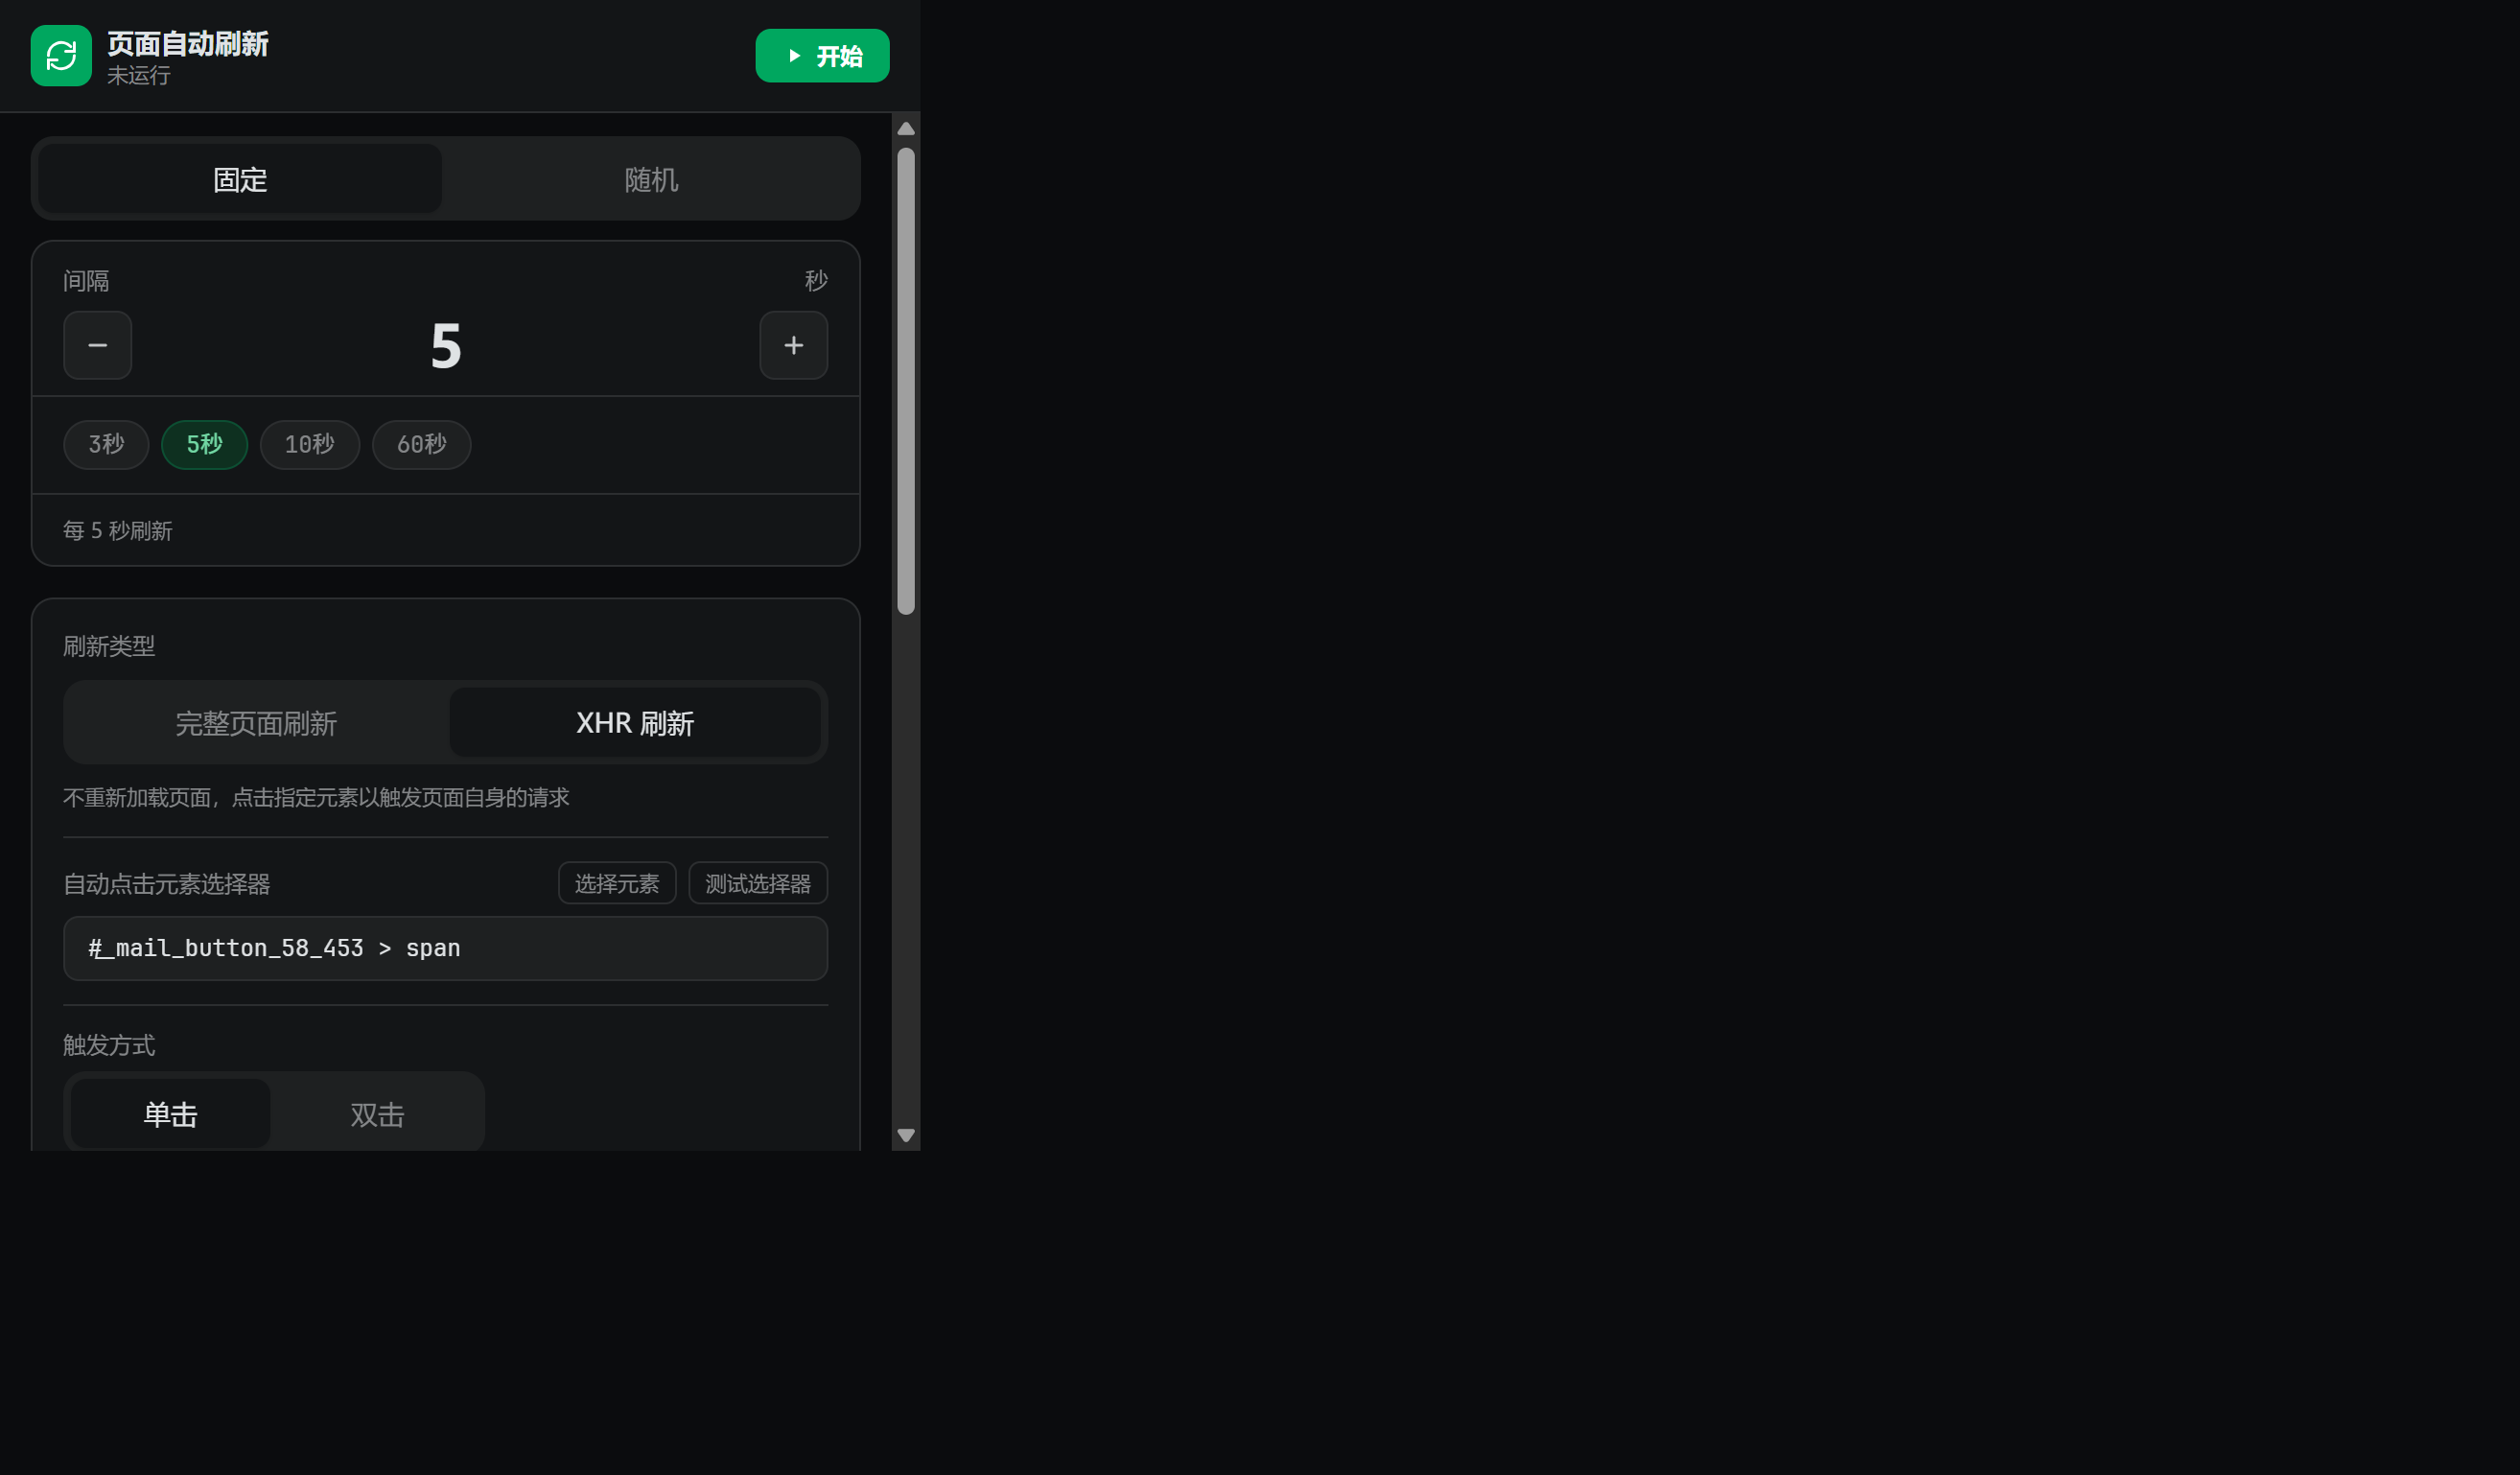 页面自动刷新
未运行
开始
固定
随机
间隔
秒
5
3秒
5秒
10秒
60秒
每 5 秒刷新
刷新类型
完整页面刷新
XHR 刷新
不重新加载页面，点击指定元素以触发页面自身的请求
自动点击元素选择器
选择元素
测试选择器
#_mail_button_58_453 > span
触发方式
单击
双击